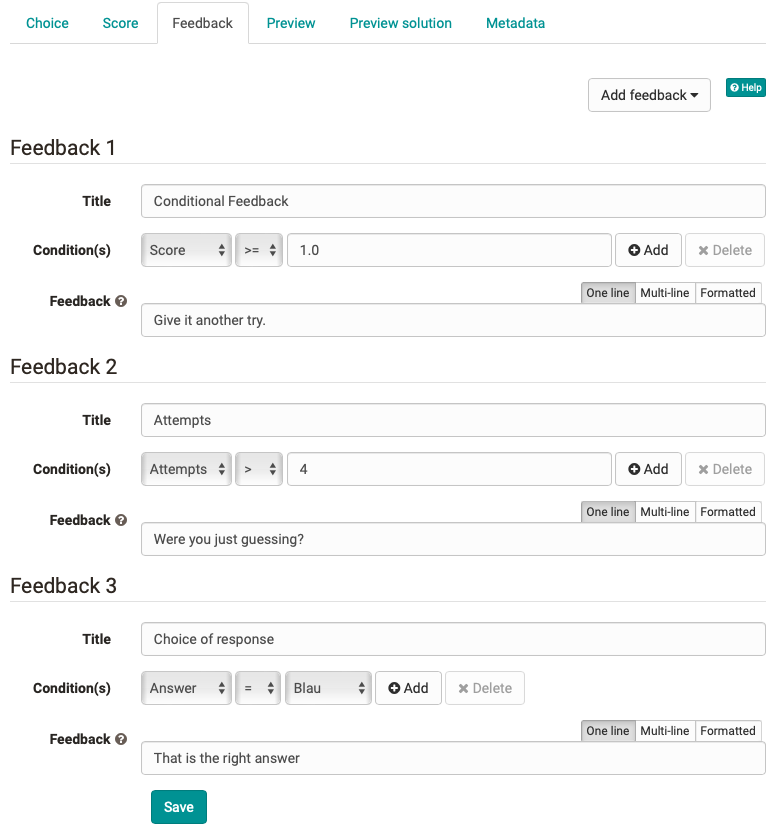 Choice Score Feedback Preview Preview solution Metadata
Add feedback Help
Feedback 1
Title Conditional Feedback
Condition(s) Score >= 1.0 Add Delete
One line Multi-line Formatted
Feedback
Give it another try.
Feedback 2
Title Attempts
Condition(s) Attempts > 4 Add Delete
One line Multi-line Formatted
Feedback
Were you just guessing?
Feedback 3
Title Choice of response
Condition(s) Answer = Blau Add Delete
One line Multi-line Formatted
Feedback
That is the right answer
Save